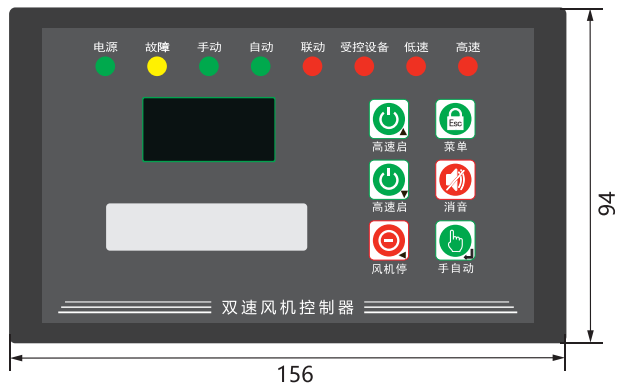 电源 故障 手动 自动 联动 受控设备 低速 高速
Esc
高速启 菜单
高速启 消音
风机停 手自动
双速风机控制器
94
156